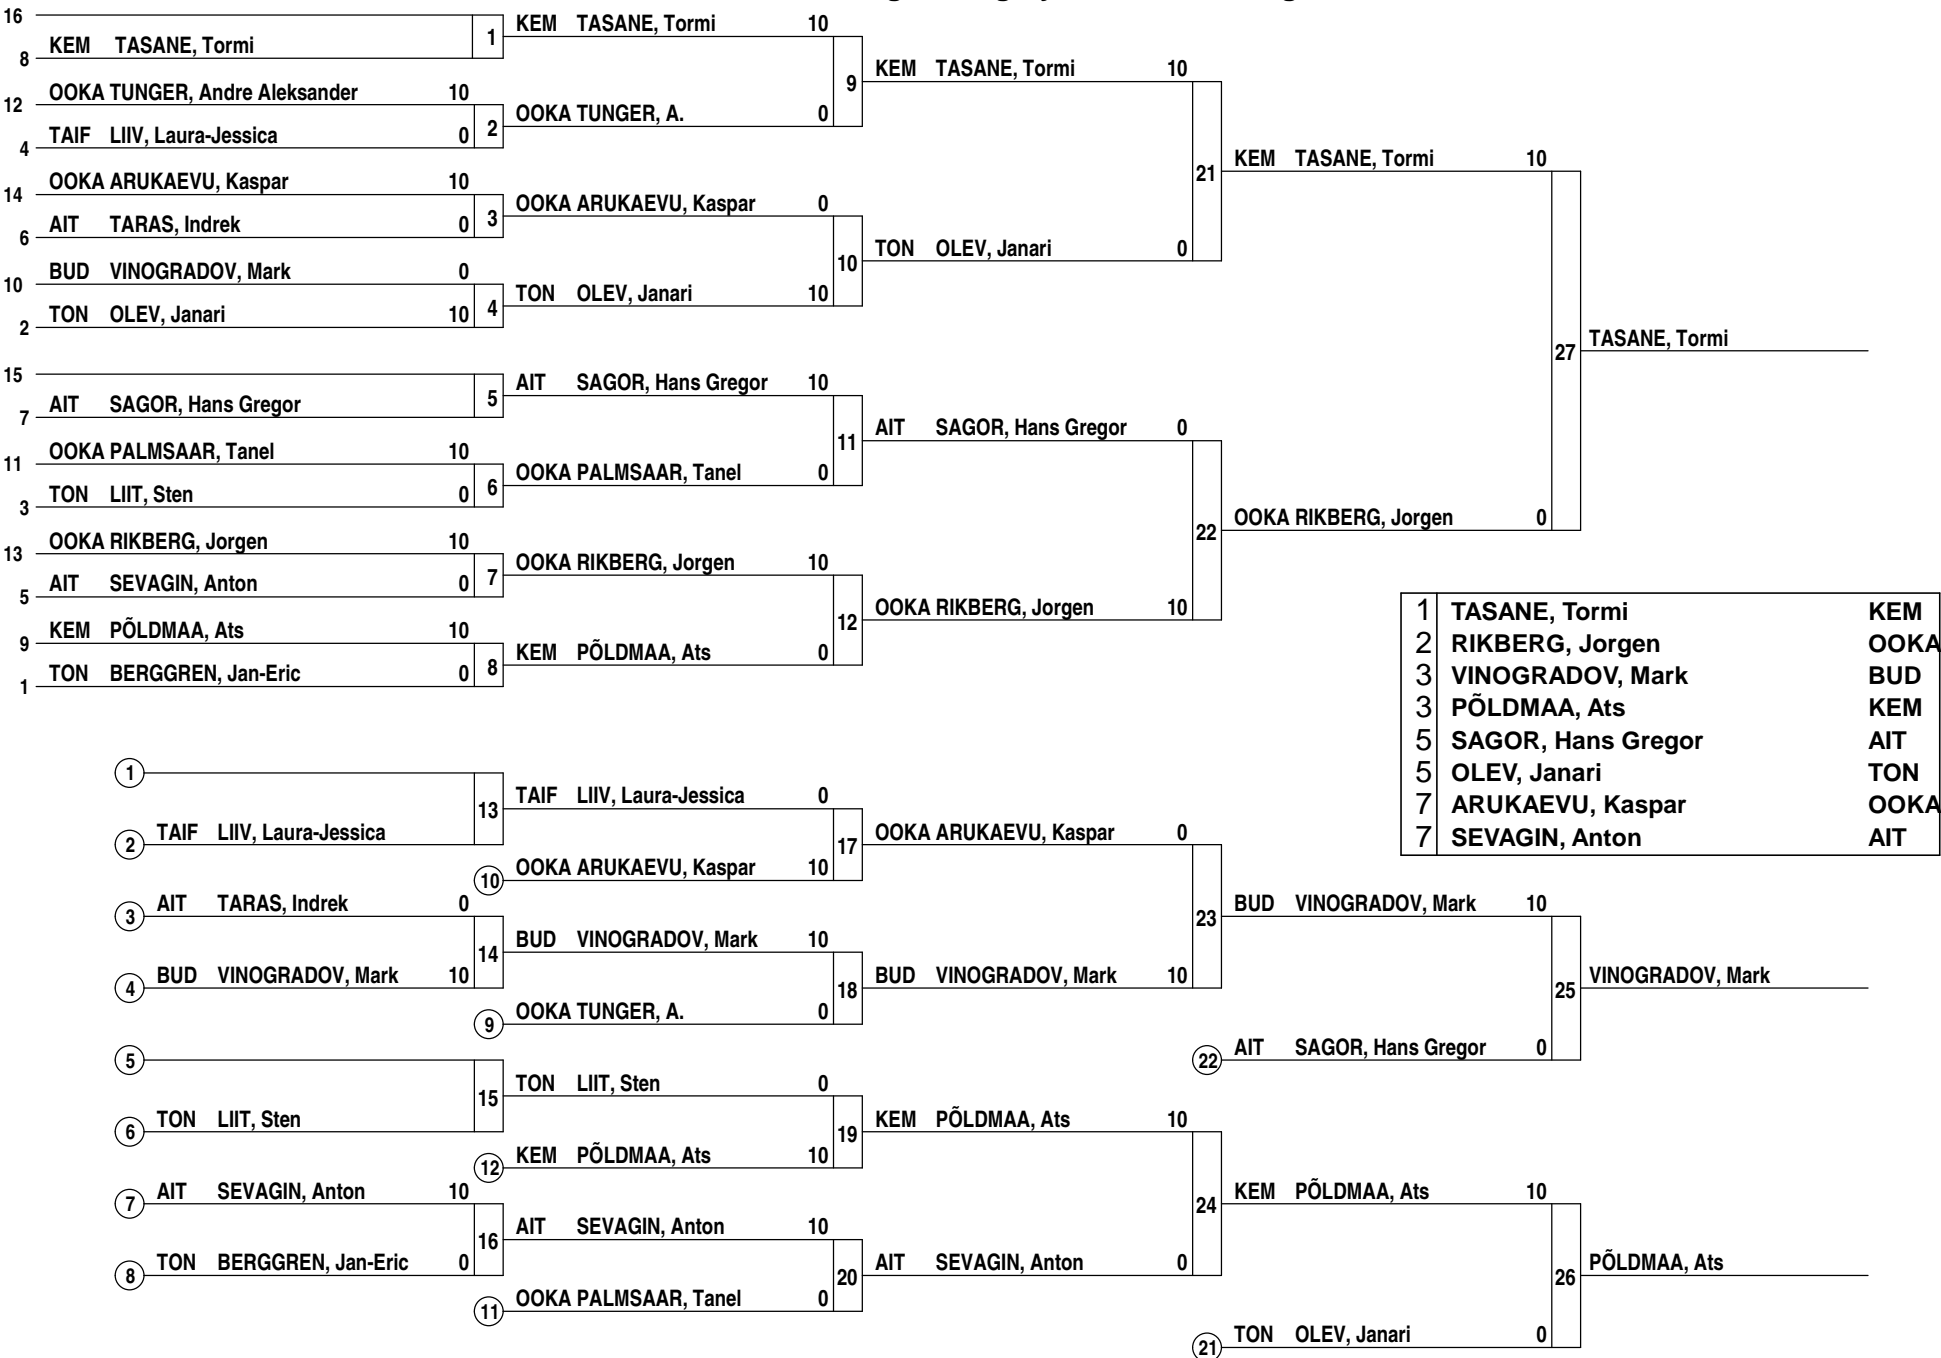 16
KEM TASANE, Tormi
8
1
12 OOKA TUNGER, Andre Aleksander 10
4 TAIF LIIV, Laura-Jessica 0
2
14 OOKA ARUKAEVU, Kaspar 10
6 AIT TARAS, Indrek 0
3
10 BUD VINOGRADOV, Mark 0
2 TON OLEV, Janari 10
4
15
7 AIT SAGOR, Hans Gregor
5
11 OOKA PALMSAAR, Tanel 10
3 TON LIIT, Sten 0
6
13 OOKA RIKBERG, Jorgen 10
5 AIT SEVAGIN, Anton 0
7
9 KEM PÕLDMAA, Ats 10
1 TON BERGGREN, Jan-Eric 0
8
KEM TASANE, Tormi 10
OOKA TUNGER, A. 0
9
OOKA ARUKAEVU, Kaspar 0
TON OLEV, Janari 10
10
AIT SAGOR, Hans Gregor 10
OOKA PALMSAAR, Tanel 0
11
OOKA RIKBERG, Jorgen 10
KEM PÕLDMAA, Ats 0
12
KEM TASANE, Tormi 10
TON OLEV, Janari 0
21
AIT SAGOR, Hans Gregor 0
OOKA RIKBERG, Jorgen 10
22
KEM TASANE, Tormi 10
OOKA RIKBERG, Jorgen 0
27
TASANE, Tormi
1 TASANE, Tormi KEM
2 RIKBERG, Jorgen OOKA
3 VINOGRADOV, Mark BUD
3 PÕLDMAA, Ats KEM
5 SAGOR, Hans Gregor AIT
5 OLEV, Janari TON
7 ARUKAEVU, Kaspar OOKA
7 SEVAGIN, Anton AIT
1
2 TAIF LIIV, Laura-Jessica
13
3 AIT TARAS, Indrek 0
4 BUD VINOGRADOV, Mark 10
14
5
6 TON LIIT, Sten
15
7 AIT SEVAGIN, Anton 10
8 TON BERGGREN, Jan-Eric 0
16
TAIF LIIV, Laura-Jessica 0
10 OOKA ARUKAEVU, Kaspar 10
17
BUD VINOGRADOV, Mark 10
9 OOKA TUNGER, A. 0
18
TON LIIT, Sten 0
12 KEM PÕLDMAA, Ats 10
19
AIT SEVAGIN, Anton 10
11 OOKA PALMSAAR, Tanel 0
20
OOKA ARUKAEVU, Kaspar 0
BUD VINOGRADOV, Mark 10
23
KEM PÕLDMAA, Ats 10
AIT SEVAGIN, Anton 0
24
BUD VINOGRADOV, Mark 10
22 AIT SAGOR, Hans Gregor 0
25
VINOGRADOV, Mark
KEM PÕLDMAA, Ats 10
21 TON OLEV, Janari 0
26
PÕLDMAA, Ats